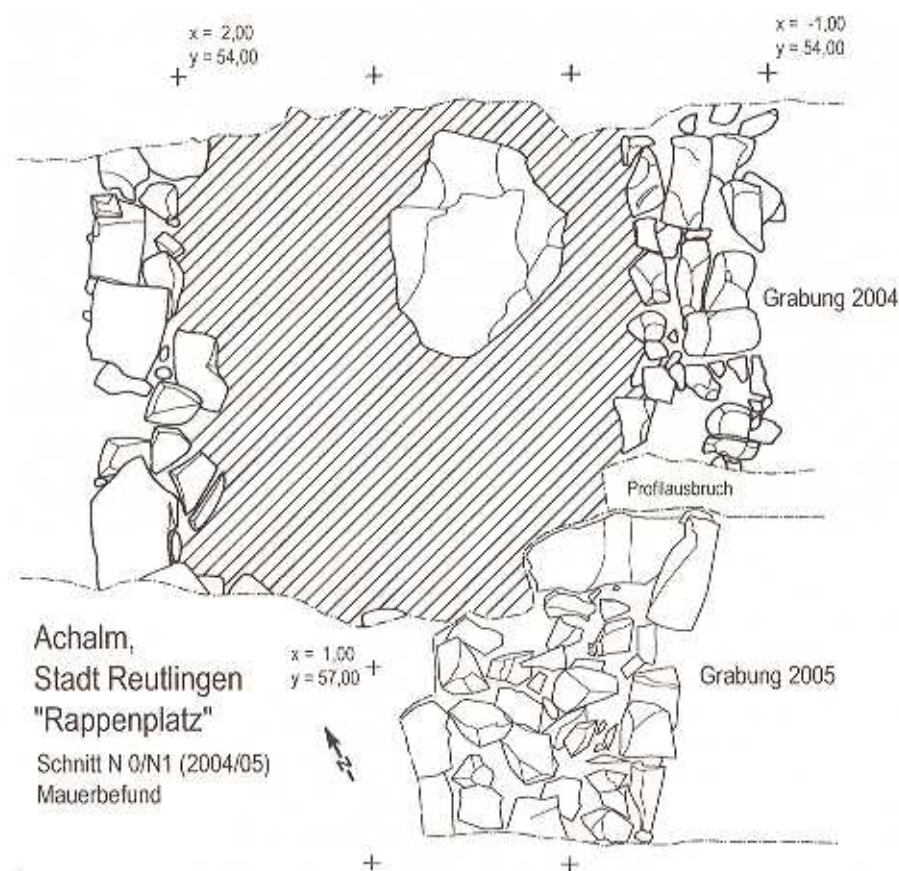 x = 2,00
y = 54,00
x = -1,00
y = 54,00
Grabung 2004
Profilausbruch
Achalm,
Stadt Reutlingen
"Rappenplatz"
Schnitt N 0/N1 (2004/05)
Mauerbefund
x = 1,00
y = 57,00
Grabung 2005
-N-